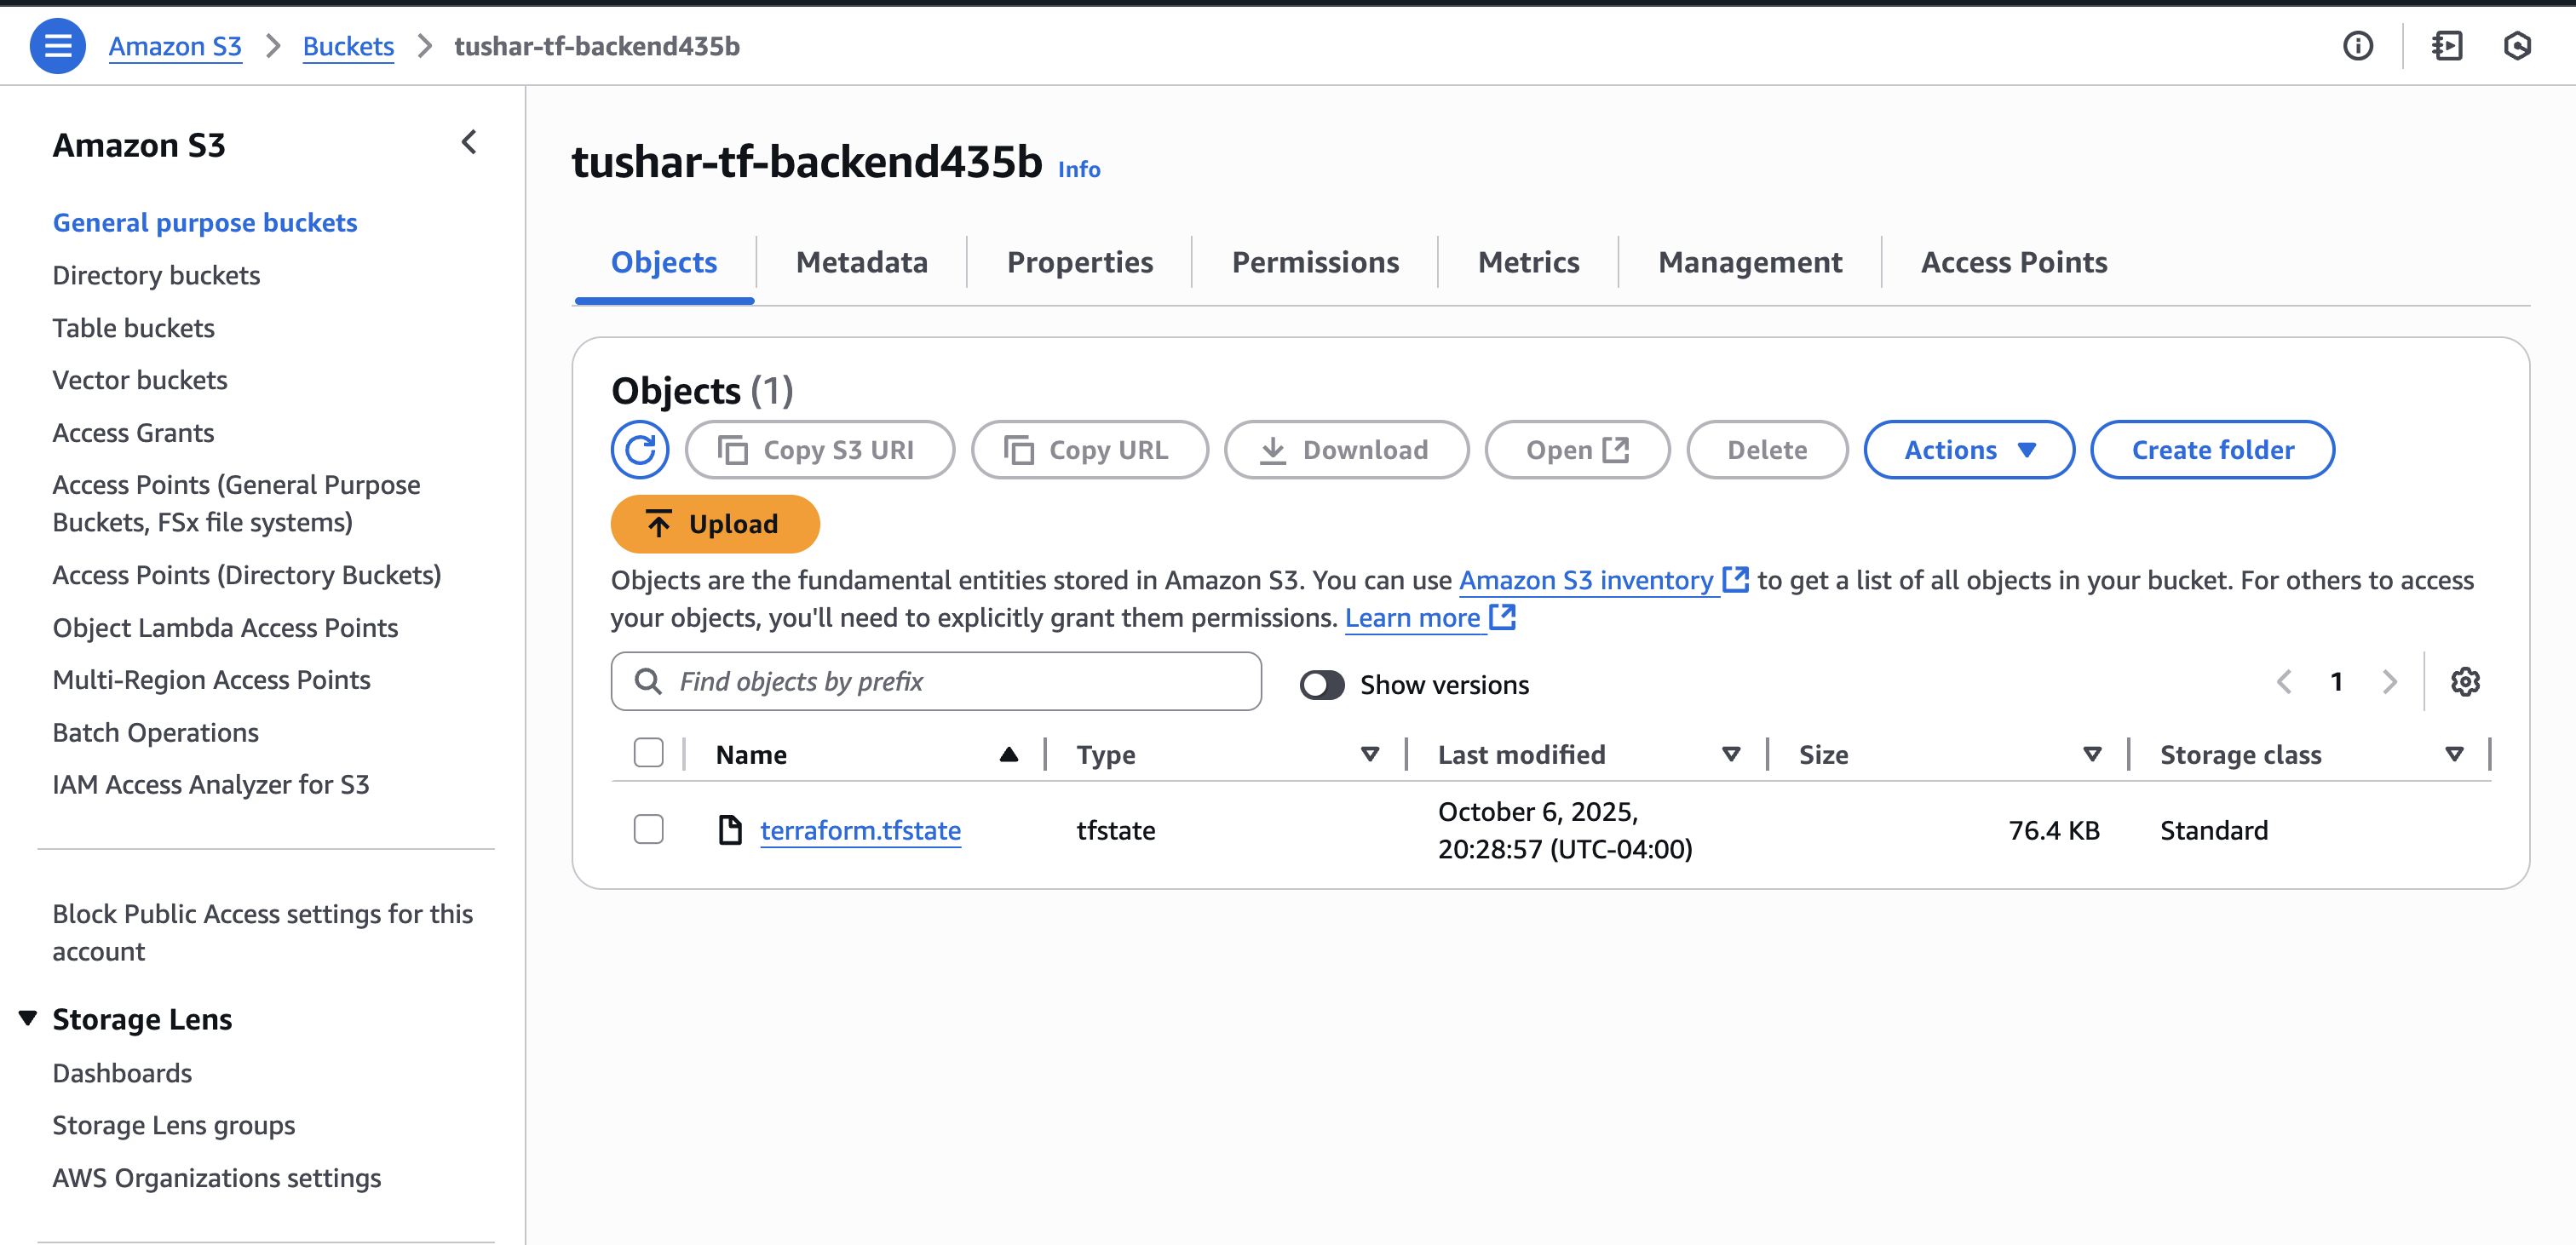 Amazon S3 > Buckets > tushar-tf-backend435b
Amazon S3
General purpose buckets
Directory buckets
Table buckets
Vector buckets
Access Grants
Access Points (General Purpose
Buckets, FSx file systems)
Access Points (Directory Buckets)
Object Lambda Access Points
Multi-Region Access Points
Batch Operations
IAM Access Analyzer for S3
Block Public Access settings for this
account
Storage Lens
Dashboards
Storage Lens groups
AWS Organizations settings
tushar-tf-backend435b Info
Objects Metadata Properties Permissions Metrics Management Access Points
Objects (1)
Copy S3 URI Copy URL Download Open Delete Actions Create folder
Upload
Objects are the fundamental entities stored in Amazon S3. You can use Amazon S3 inventory to get a list of all objects in your bucket. For others to access
your objects, you'll need to explicitly grant them permissions. Learn more
Find objects by prefix Show versions 1
Name Type Last modified Size Storage class
terraform.tfstate tfstate October 6, 2025, 76.4 KB Standard
20:28:57 (UTC-04:00)